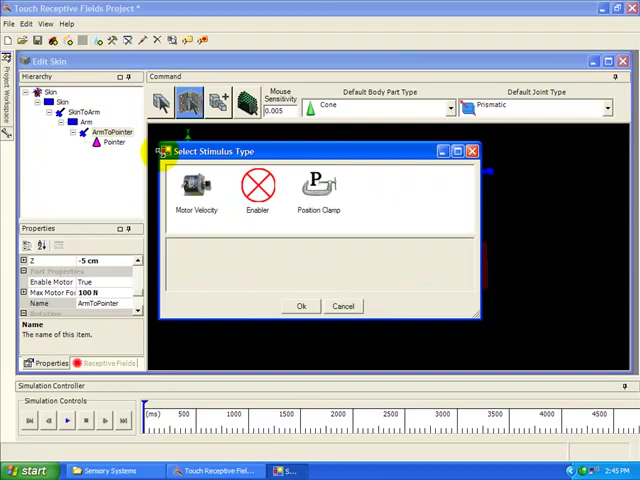 Touch Receptive Fields Project *
File Edit View Help
Edit Skin
Hierarchy
Command
Skin
Skin
SkinToArm
Arm
ArmToPointer
Pointer
Mouse Sensitivity
0.005
Default Body Part Type
Cone
Default Joint Type
Prismatic
Project Workspace
Select Stimulus Type
Motor Velocity
Enabler
Position Clamp
Ok
Cancel
Properties
Z -5 cm
Part Properties
Enable Motor True
Max Motor Fo 100 N
Name ArmToPointer
Name
The name of this item.
Properties
Receptive Fields
Simulation Controller
Simulation Controls
(ms) 500 1000 1500 2000 2500 3000 3500 4000 4500
start
Sensory Systems
Touch Receptive Fiel...
S...
2:45 PM